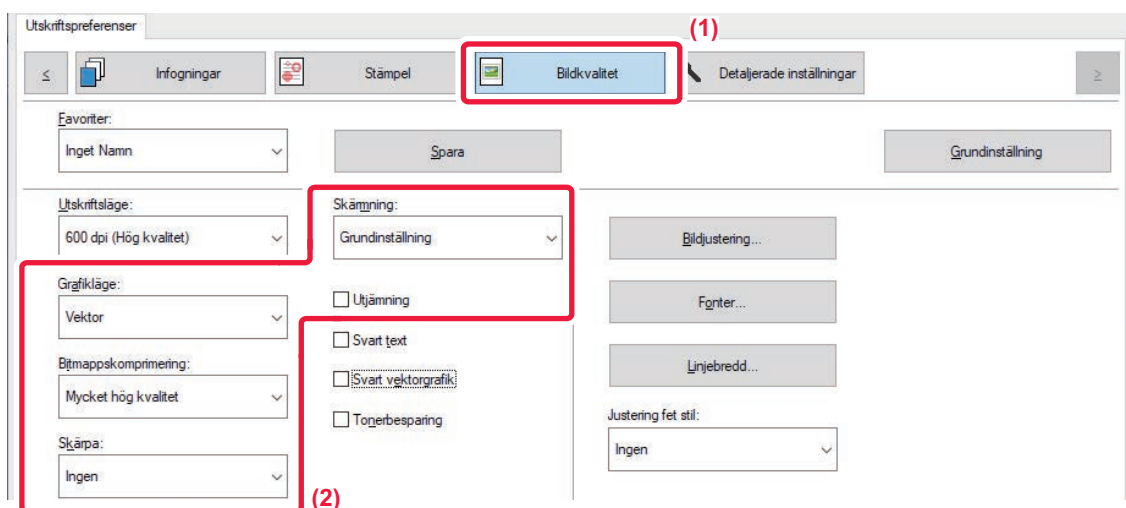 Utskriftspreferenser
(1)
≤
Infogningar
Stämpel
Bildkvalitet
Detaljerade inställningar
≥
Favoriter:
Inget Namn
Spara
Grundinställning
Utskriftsläge:
600 dpi (Hög kvalitet)
Skärmning:
Grundinställning
Bildjustering...
Grafikläge:
Vektor
Utjämning
Fonter...
Svart text
Bitmappskomprimering:
Mycket hög kvalitet
Svart vektorgrafik
Linjebredd...
Tonerbesparing
Justering fet stil:
Ingen
Skärpa:
Ingen
(2)